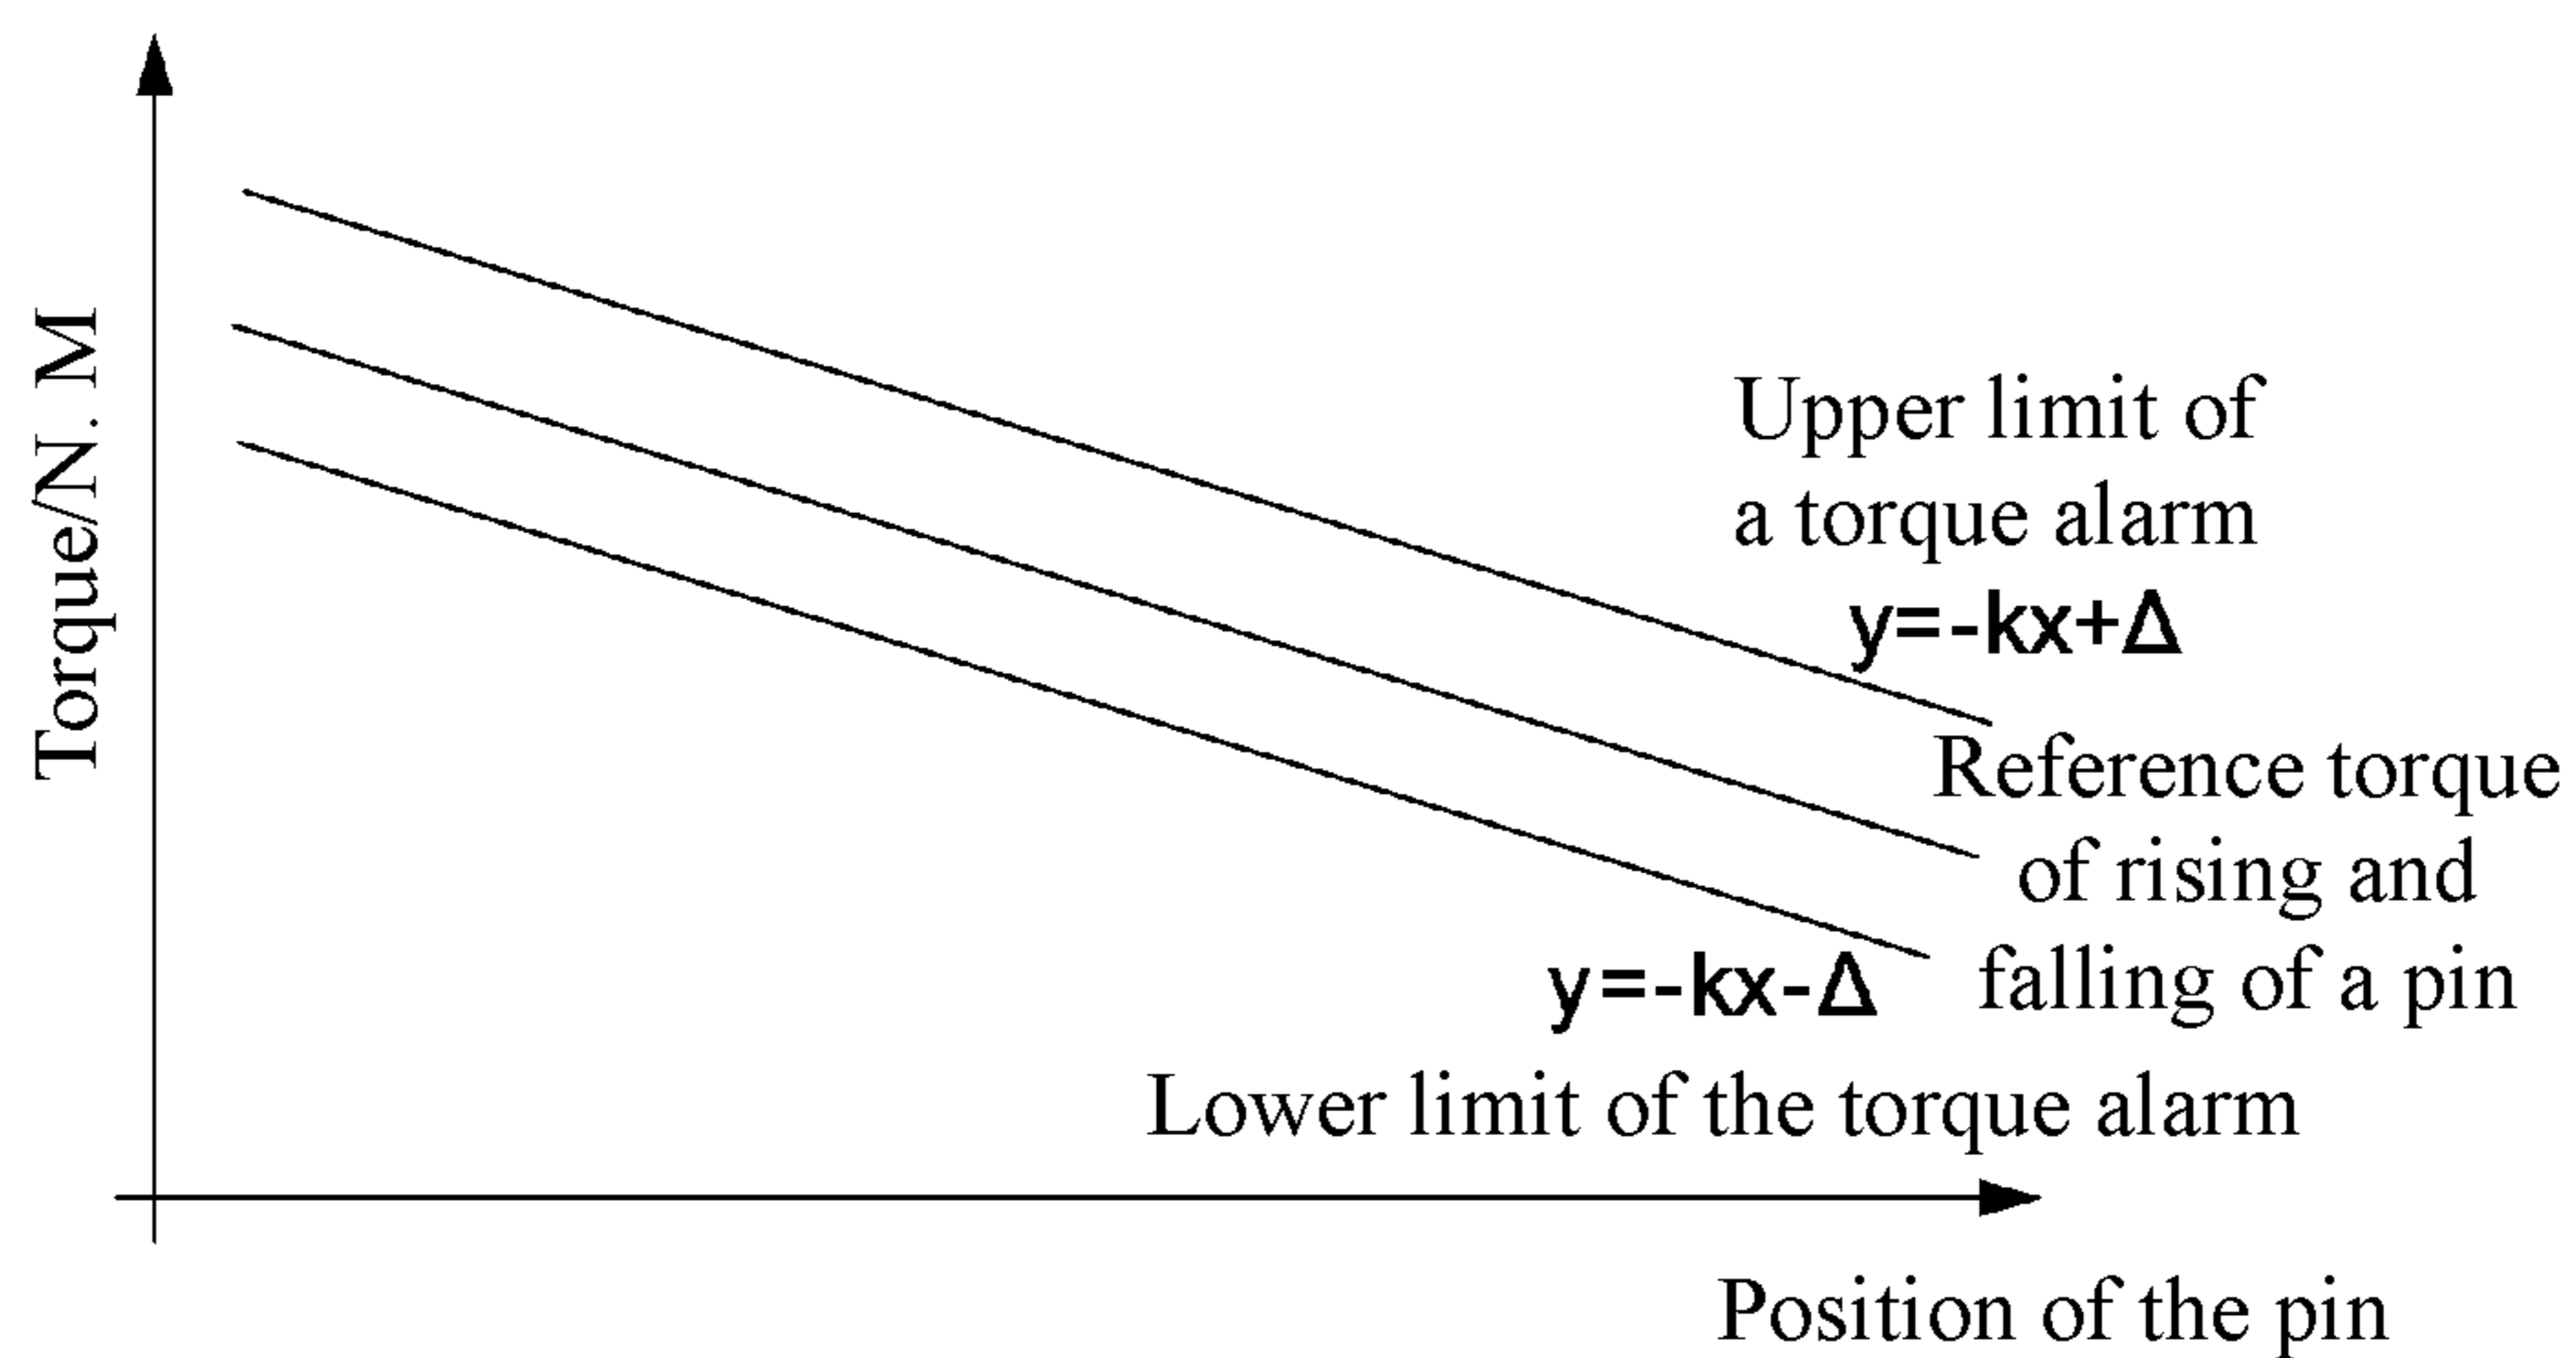 Torque/N. M
Upper limit of
a torque alarm
y=-kx+Δ
Reference torque
of rising and
falling of a pin
y=-kx-Δ
Lower limit of the torque alarm
Position of the pin